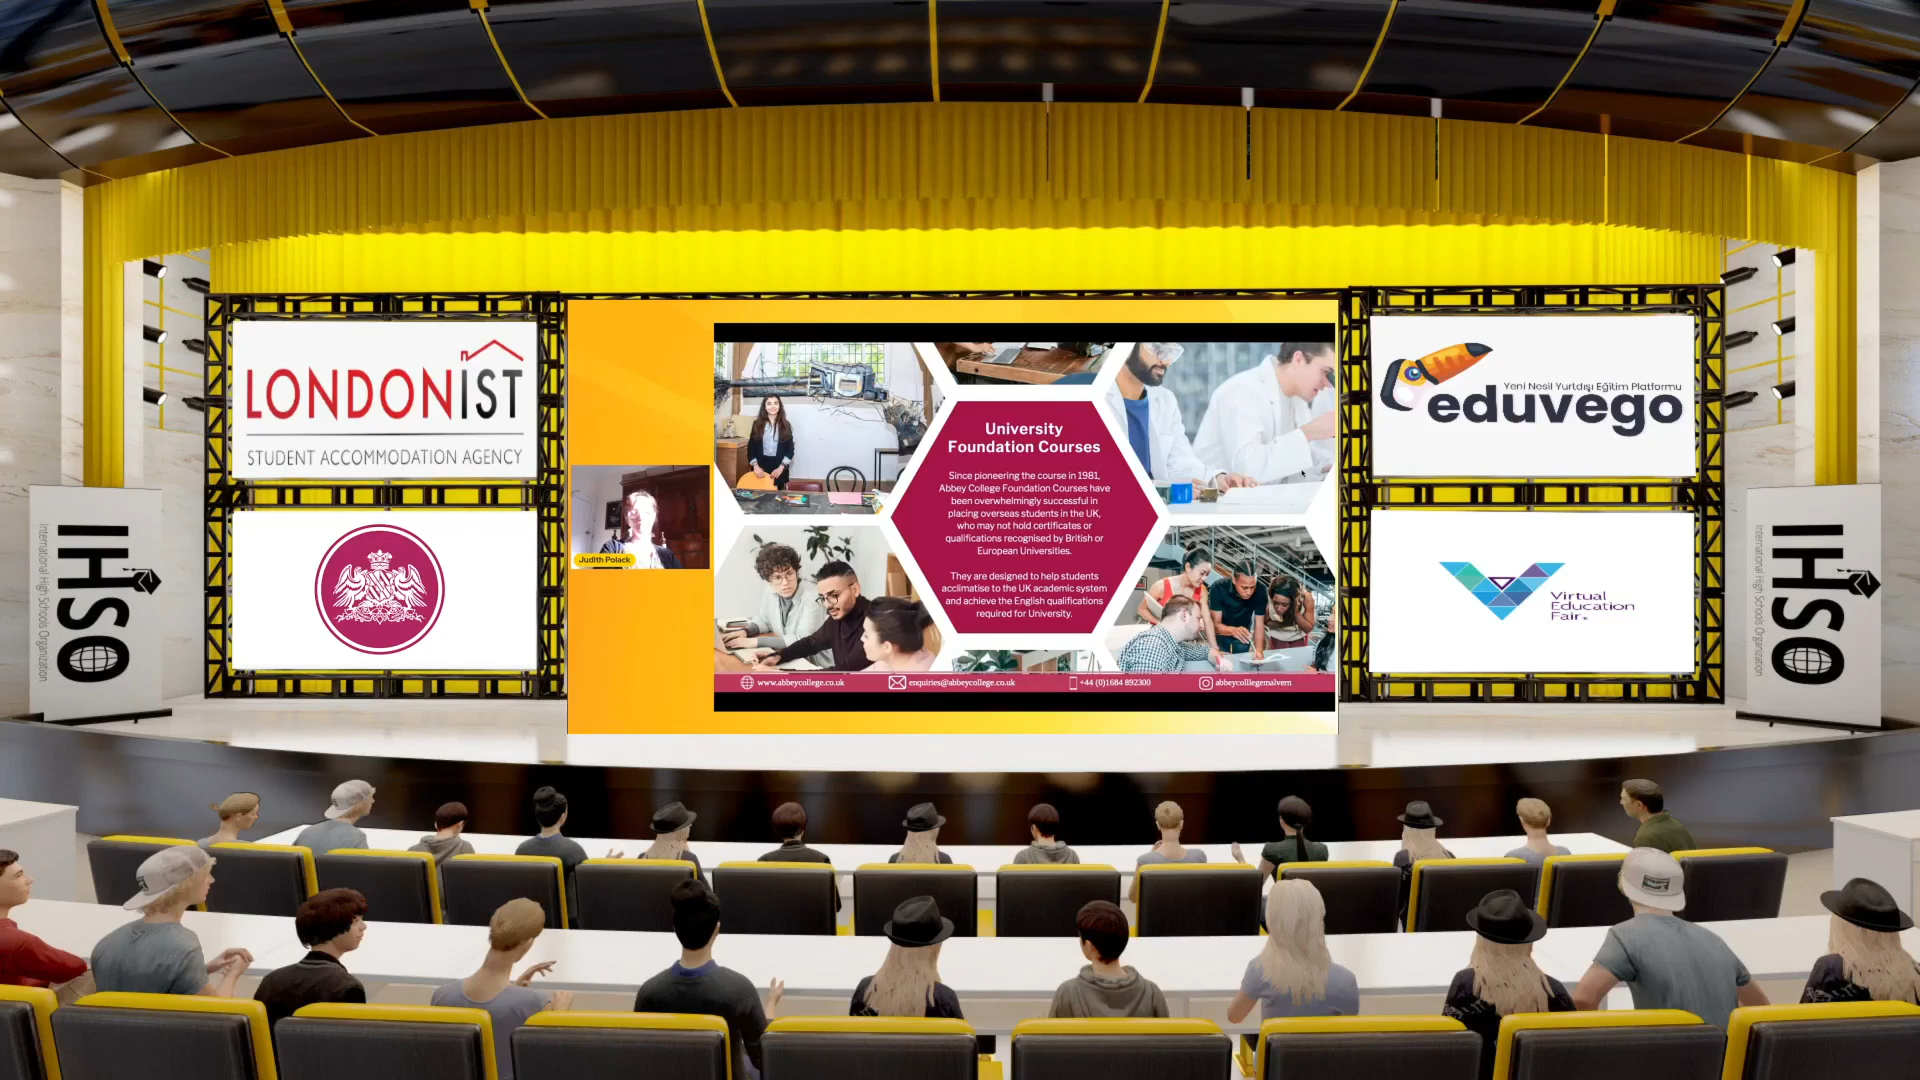 LONDONIST
STUDENT ACCOMMODATION AGENCY
Yeni Nesil Yurtdışı Eğitim Platformu
eduvego
Virtual
Education
Fair
IHSO
International High Schools Organization
IHSO
International High Schools Organization
Judith Polack
University
Foundation Courses
Since pioneering the course in 1981,
Abbey College Foundation Courses have
been overwhelmingly successful in
placing overseas students in the UK,
who may not hold certificates or
qualifications recognised by British or
European Universities.
They are designed to help students
acclimatise to the UK academic system
and achieve the English qualifications
required for University.
www.abbeycollege.co.uk
enquiries@abbeycollege.co.uk
+44 (0)1684 892300
abbeycolllegemalvern